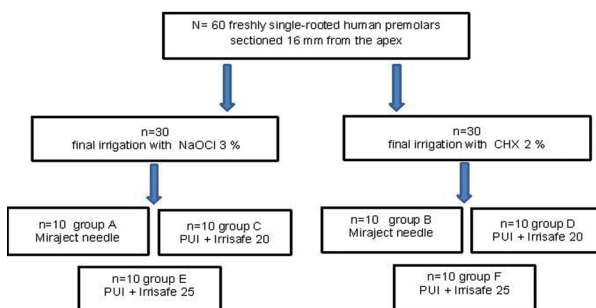 N= 60 freshly single-rooted human premolars
sectioned 16 mm from the apex
n=30
final irrigation with NaOCl 3 %
n=30
final irrigation with CHX 2 %
n=10 group A
Miraject needle
n=10 group C
PUI + Irrisafe 20
n=10 group B
Miraject needle
n=10 group D
PUI + Irrisafe 20
n=10 group E
PUI + Irrisafe 25
n=10 group F
PUI + Irrisafe 25